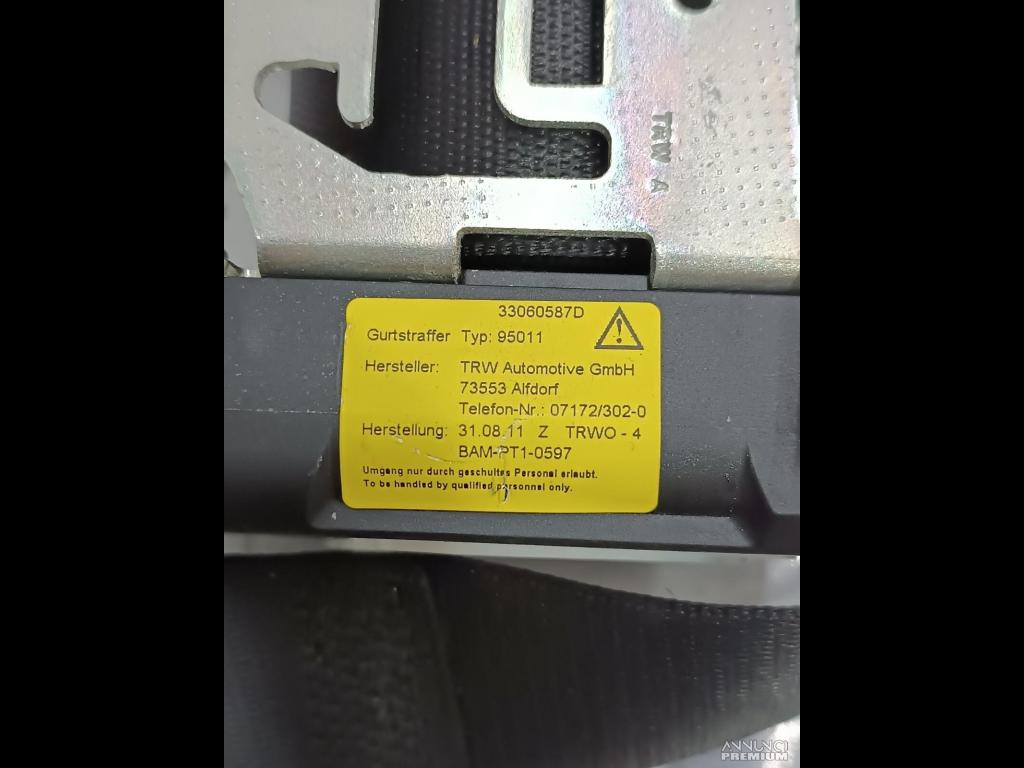 TRW A
33060587D
Gurtstraffer Typ: 95011
Hersteller: TRW Automotive GmbH
73553 Alfdorf
Telefon-Nr.: 07172/302-0
Herstellung: 31.08.11 Z TRWO - 4
BAM-PT1-0597
Umgang nur durch geschultes Personal erlaubt.
To be handled by qualified personnel only.
ANNUNCI
PREMIUM